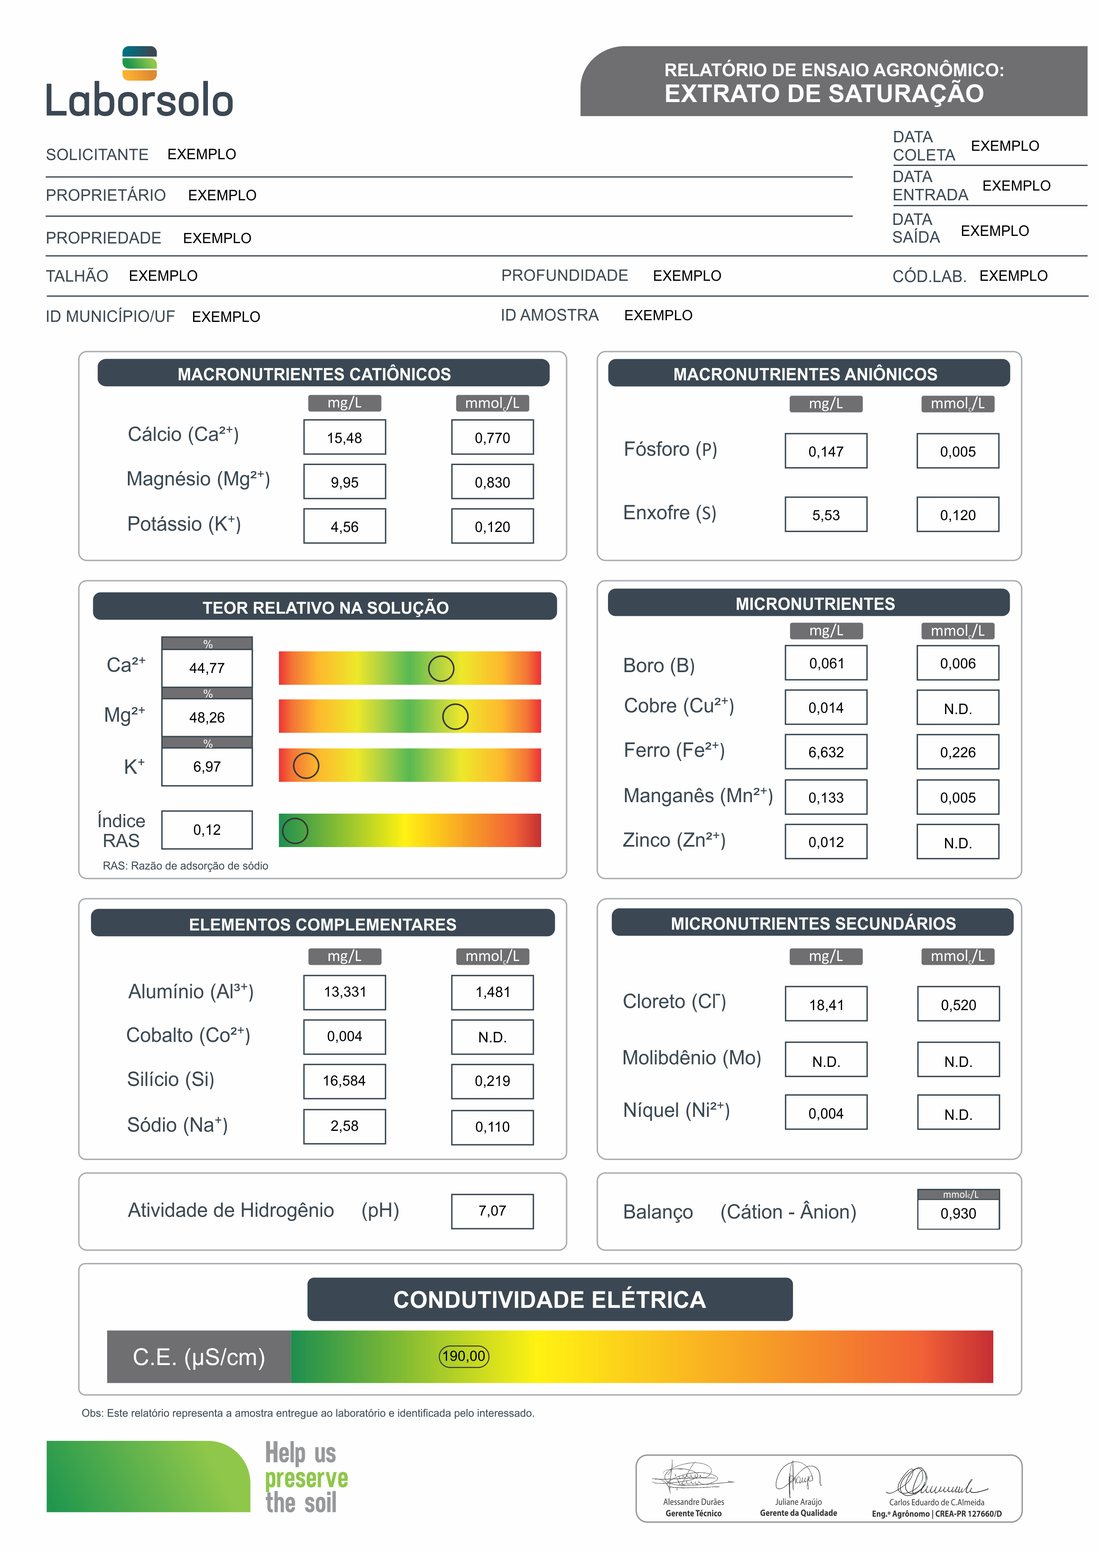 Laborsolo
RELATÓRIO DE ENSAIO AGRONÔMICO:
EXTRATO DE SATURAÇÃO
SOLICITANTE EXEMPLO
DATA COLETA EXEMPLO
PROPRIETÁRIO EXEMPLO
DATA ENTRADA EXEMPLO
PROPRIEDADE EXEMPLO
DATA SAÍDA EXEMPLO
TALHÃO EXEMPLO PROFUNDIDADE EXEMPLO CÓD.LAB. EXEMPLO
ID MUNICÍPIO/UF EXEMPLO ID AMOSTRA EXEMPLO
MACRONUTRIENTES CATIÔNICOS
mg/L mmolc/L
Cálcio (Ca²⁺) 15,48 0,770
Magnésio (Mg²⁺) 9,95 0,830
Potássio (K⁺) 4,56 0,120
MACRONUTRIENTES ANIÔNICOS
mg/L mmolc/L
Fósforo (P) 0,147 0,005
Enxofre (S) 5,53 0,120
TEOR RELATIVO NA SOLUÇÃO
%
Ca²⁺ 44,77
%
Mg²⁺ 48,26
%
K⁺ 6,97
Índice RAS 0,12
RAS: Razão de adsorção de sódio
MICRONUTRIENTES
mg/L mmolc/L
Boro (B) 0,061 0,006
Cobre (Cu²⁺) 0,014 N.D.
Ferro (Fe²⁺) 6,632 0,226
Manganês (Mn²⁺) 0,133 0,005
Zinco (Zn²⁺) 0,012 N.D.
ELEMENTOS COMPLEMENTARES
mg/L mmolc/L
Alumínio (Al³⁺) 13,331 1,481
Cobalto (Co²⁺) 0,004 N.D.
Silício (Si) 16,584 0,219
Sódio (Na⁺) 2,58 0,110
MICRONUTRIENTES SECUNDÁRIOS
mg/L mmolc/L
Cloreto (Cl⁻) 18,41 0,520
Molibdênio (Mo) N.D. N.D.
Níquel (Ni²⁺) 0,004 N.D.
Atividade de Hidrogênio (pH) 7,07
mmolc/L
Balanço (Cátion - Ânion) 0,930
CONDUTIVIDADE ELÉTRICA
C.E. (µS/cm) 190,00
Obs: Este relatório representa a amostra entregue ao laboratório e identificada pelo interessado.
Help us
preserve
the soil
Alessandre Durães
Gerente Técnico
Juliane Araújo
Gerente da Qualidade
Carlos Eduardo de C.Almeida
Eng.º Agrônomo | CREA-PR 127660/D